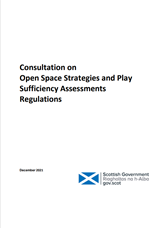 Consultation on
Open Space Strategies and Play
Sufficiency Assessments
Regulations
December 2021
Scottish Government
Riaghaltas na h-Alba
gov.scot